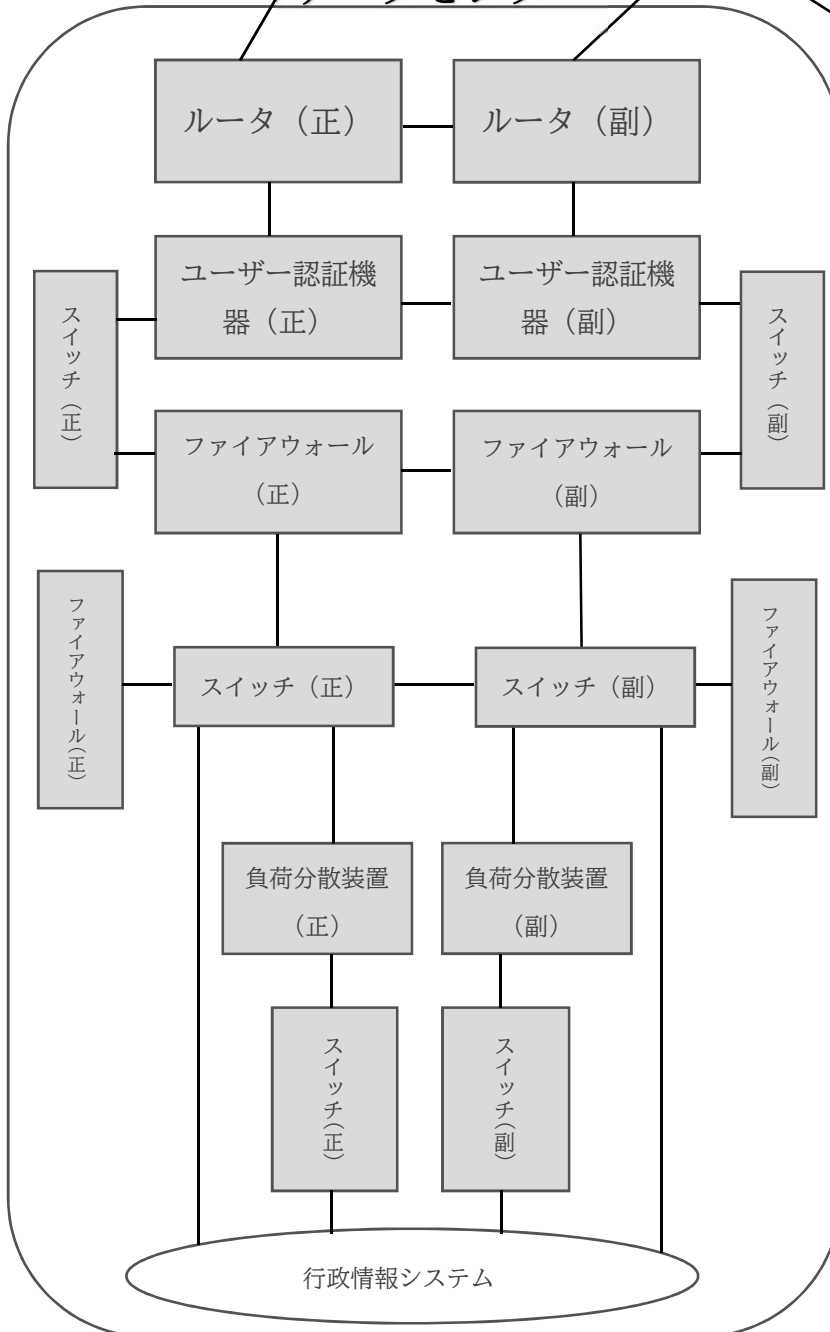 ルータ（正）
ルータ（副）
ユーザー認証機
器（正）
ユーザー認証機
器（副）
スイッチ（正）
スイッチ（副）
ファイアウォール
（正）
ファイアウォール
（副）
ファイアウォール（正）
スイッチ（正）
スイッチ（副）
ファイアウォール（副）
負荷分散装置
（正）
負荷分散装置
（副）
スイッチ（正）
スイッチ（副）
行政情報システム